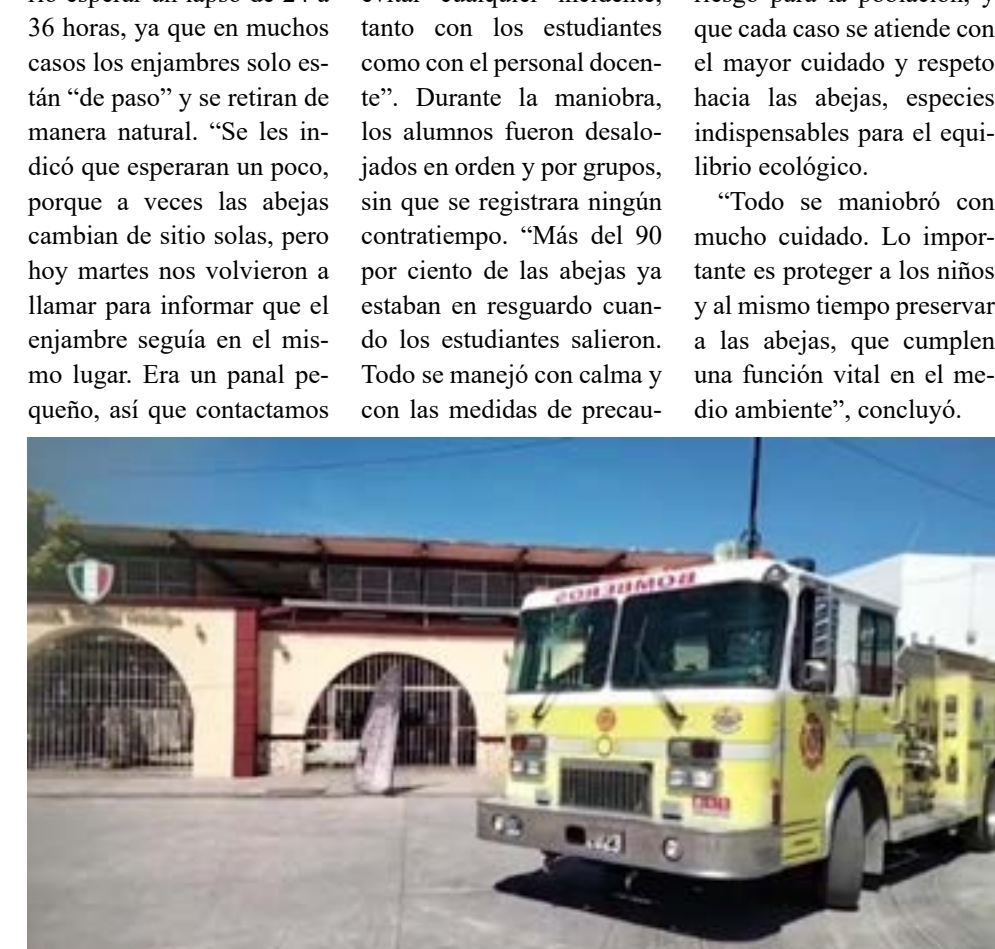 36 horas, ya que en muchos
casos los enjambres solo es-
tán “de paso” y se retiran de
manera natural. “Se les in-
dicó que esperaran un poco,
porque a veces las abejas
cambian de sitio solas, pero
hoy martes nos volvieron a
llamar para informar que el
enjambre seguía en el mis-
mo lugar. Era un panal pe-
queño, así que contactamos
tanto con los estudiantes
como con el personal docen-
te”. Durante la maniobra,
los alumnos fueron desalo-
jados en orden y por grupos,
sin que se registrara ningún
contratiempo. “Más del 90
por ciento de las abejas ya
estaban en resguardo cuan-
do los estudiantes salieron.
Todo se manejó con calma y
con las medidas de precau-
que cada caso se atiende con
el mayor cuidado y respeto
hacia las abejas, especies
indispensables para el equi-
librio ecológico.
“Todo se maniobró con
mucho cuidado. Lo impor-
tante es proteger a los niños
y al mismo tiempo preservar
a las abejas, que cumplen
una función vital en el me-
dio ambiente”, concluyó.